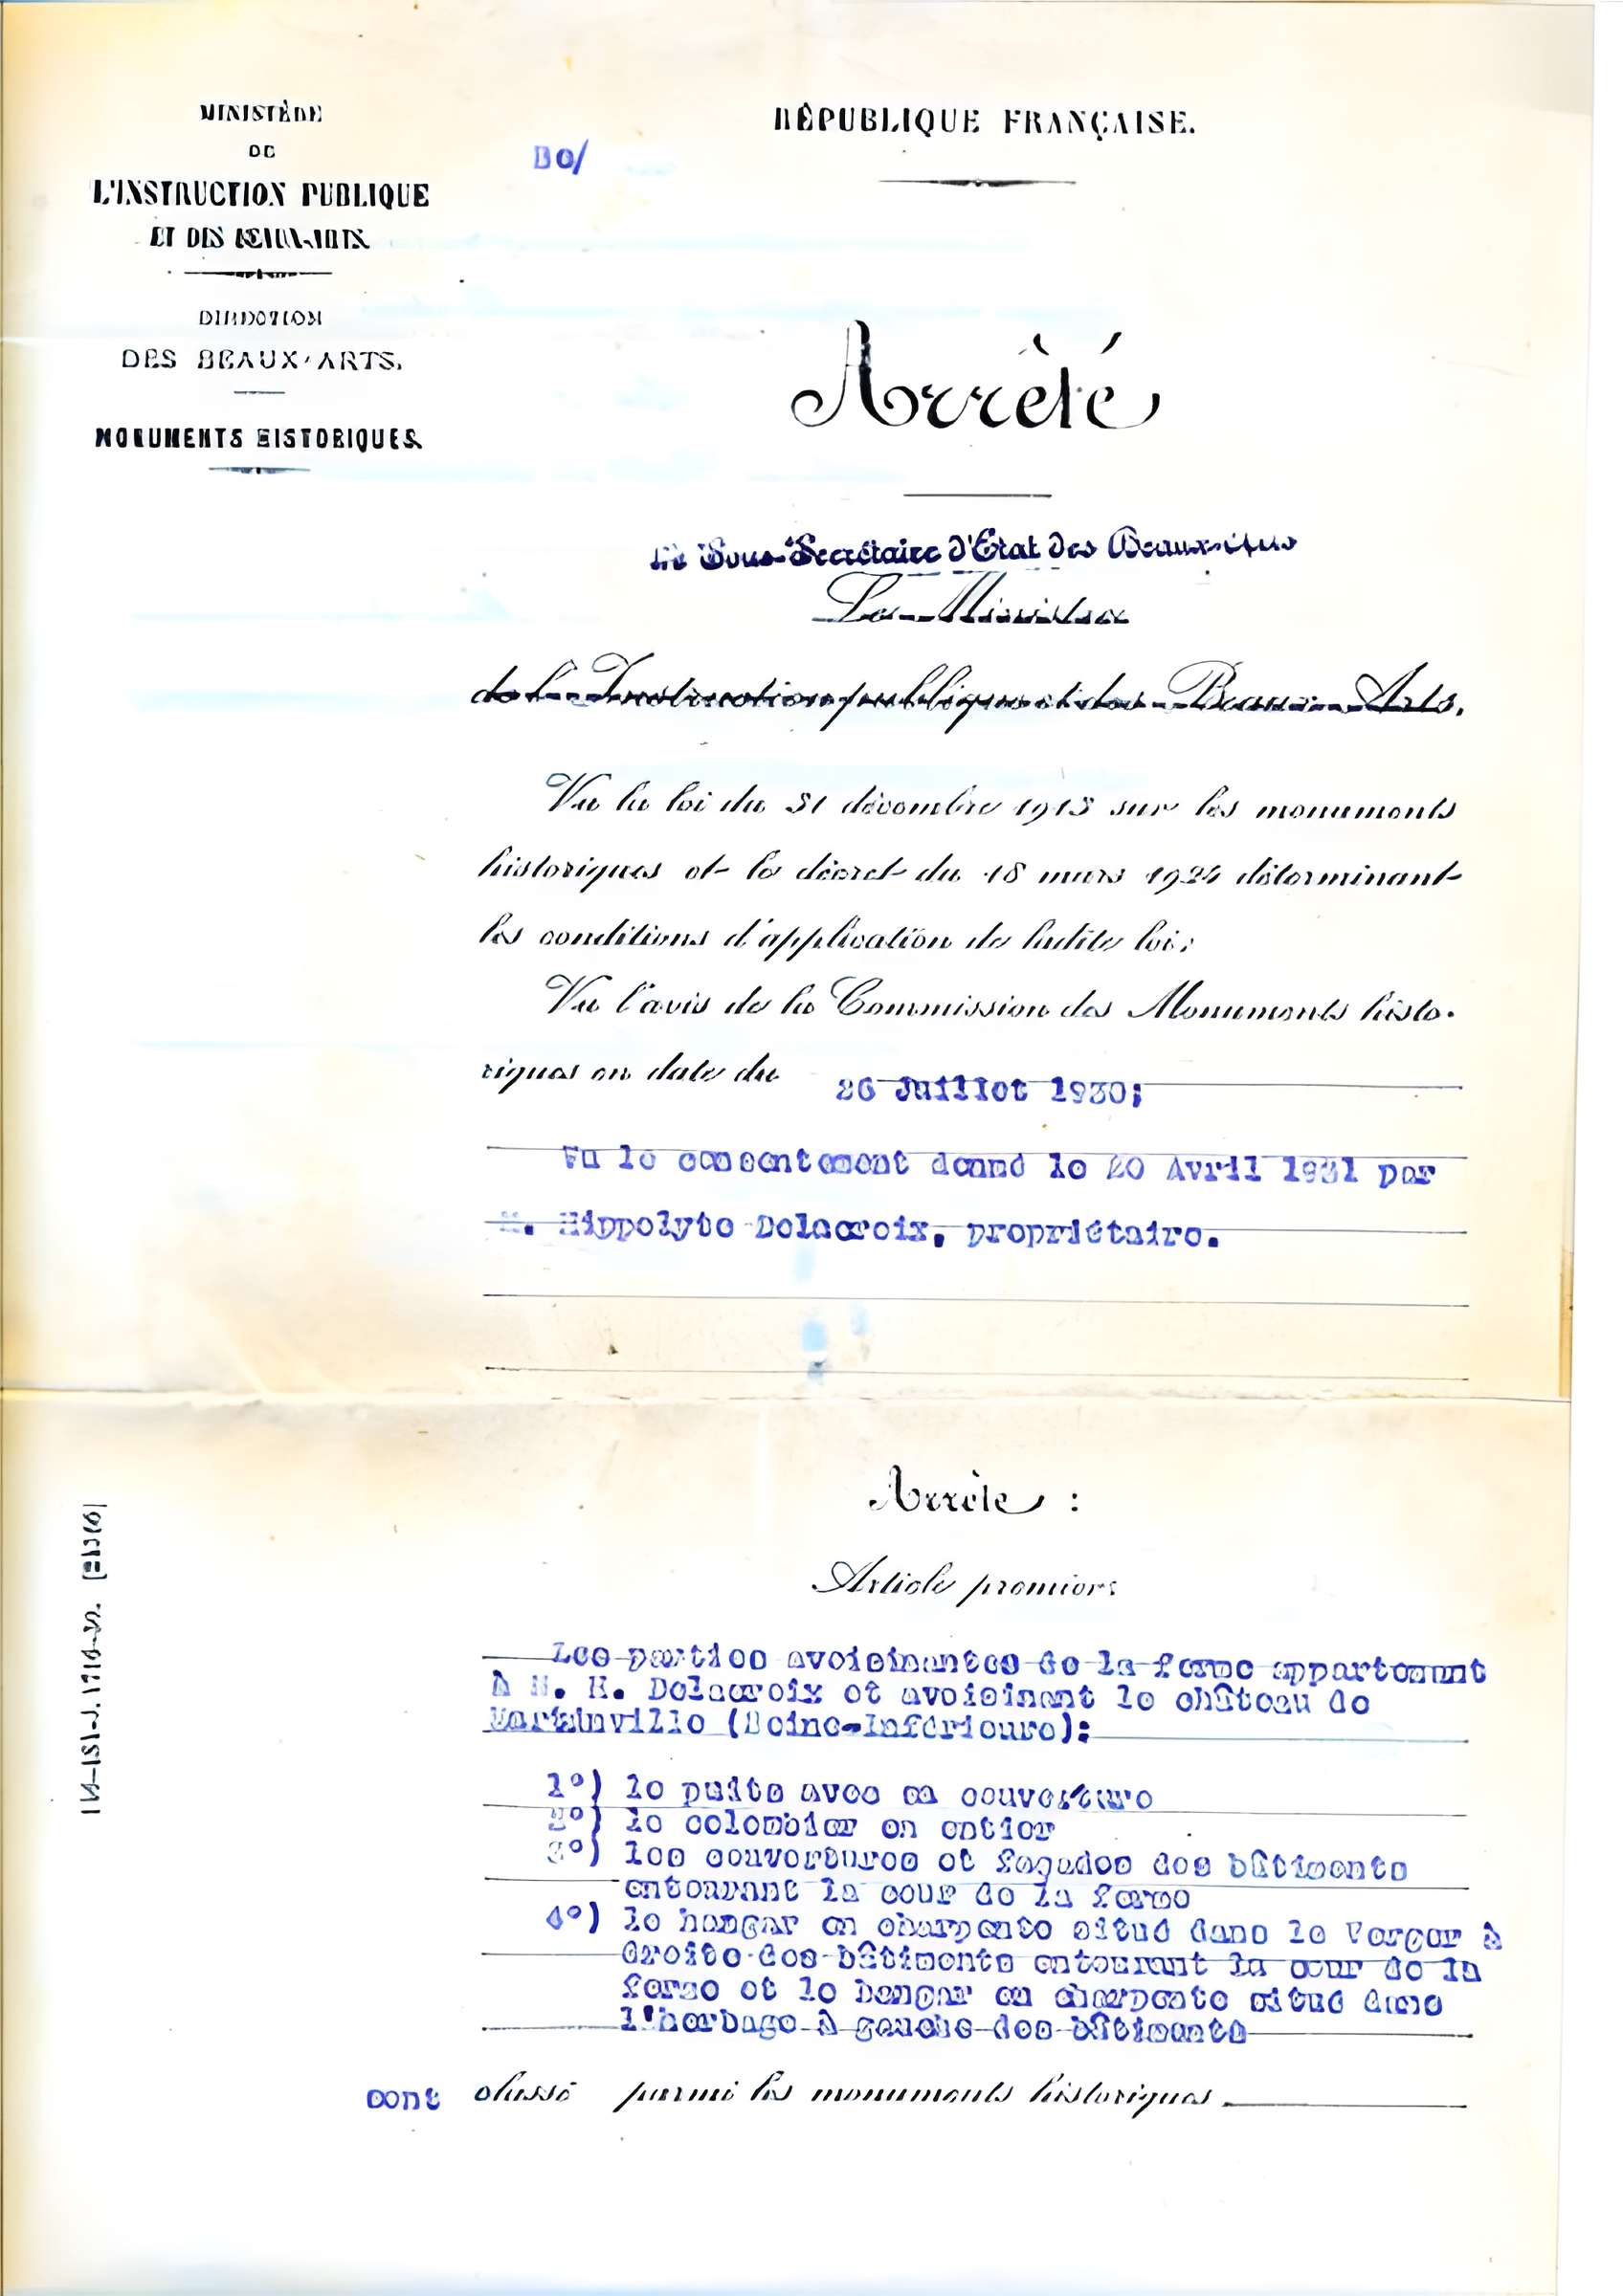 MINISTÈRE
DE
L'INSTRUCTION PUBLIQUE
ET DES BEAUX-ARTS.
DIRECTION
DES BEAUX-ARTS.
MONUMENTS HISTORIQUES.
BO/
RÉPUBLIQUE FRANÇAISE.
Arrêté
Le Sous-Secrétaire d'Etat des Beaux-Arts
Le Ministre
de l'Instruction publique et des Beaux-Arts,
Vu la loi du 31 décembre 1913 sur les monuments
historiques et le décret du 18 mars 1924 déterminant
les conditions d'application de ladite loi;
Vu l'avis de la Commission des Monuments histo-
riques en date du 26 Juillet 1930;
Vu le consentement donné le 20 Avril 1931 par
M. Hippolyte Delacroix, propriétaire.
Arrête :
Article premier:
Les parties avoisinantes de la ferme appartenant
à M. H. Delacroix et avoisinant le château de
Martainville (Seine-Inférieure):
1°) le puits avec sa couverture
2°) le colombier en entier
3°) les couvertures et façades des bâtiments
entourant la cour de la ferme
4°) le hangar en charpente situé dans le Verger à
droite des bâtiments entourant la cour de la
ferme et le hangar en charpente situé dans
l'herbage à gauche des bâtiments
sont classé parmi les monuments historiques.